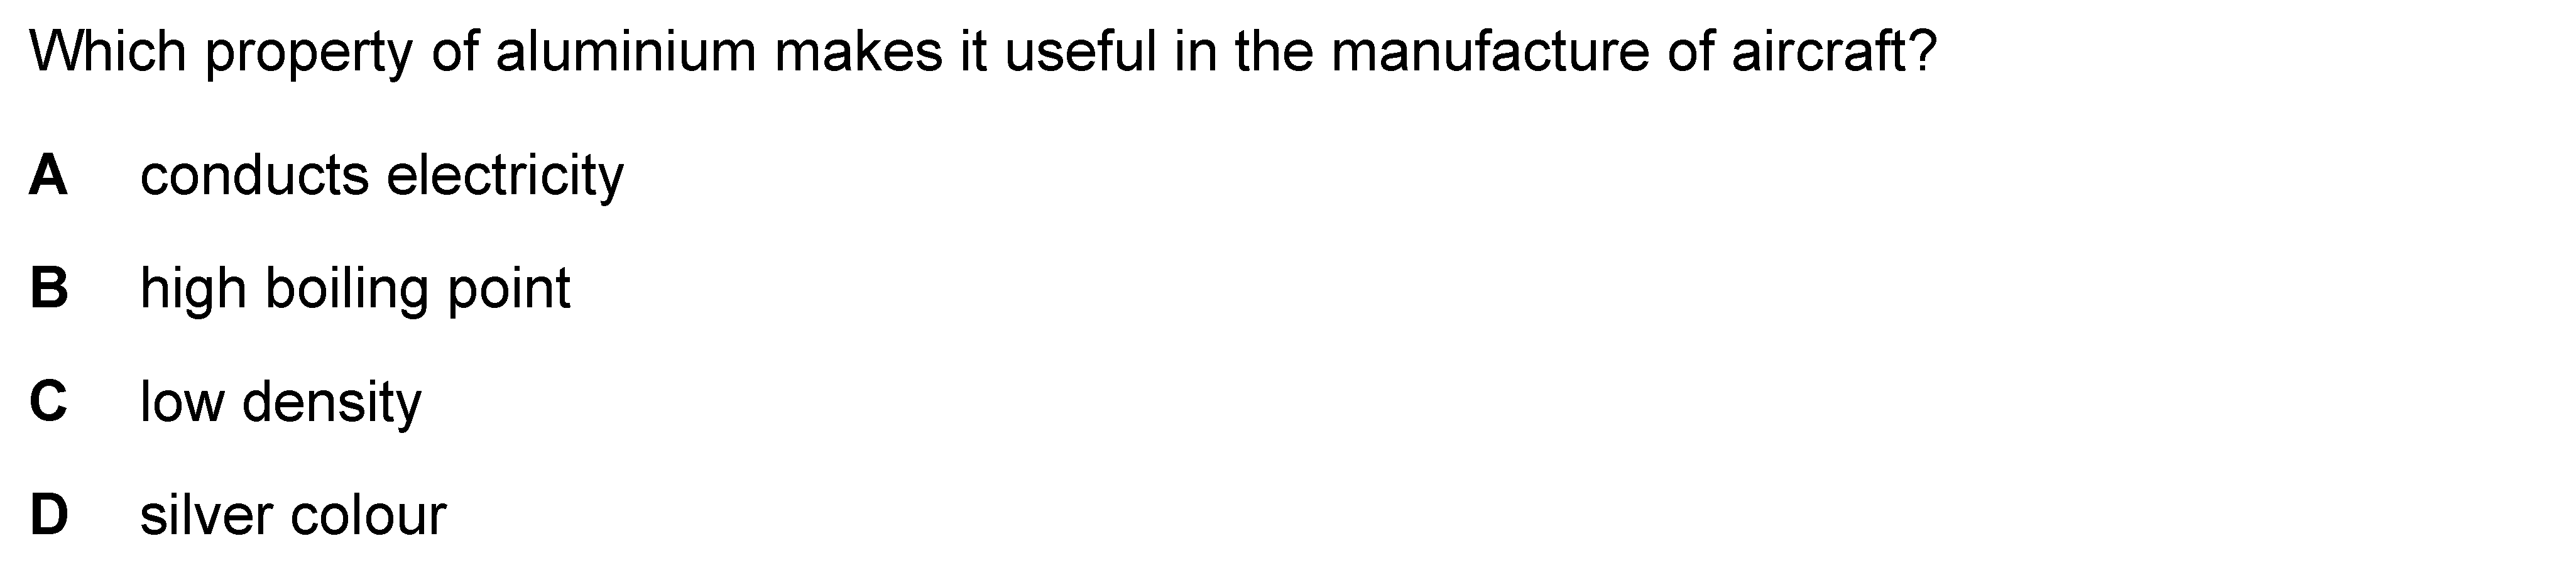 Which property of aluminium makes it useful in the manufacture of aircraft?
A conducts electricity
B high boiling point
C low density
D silver colour